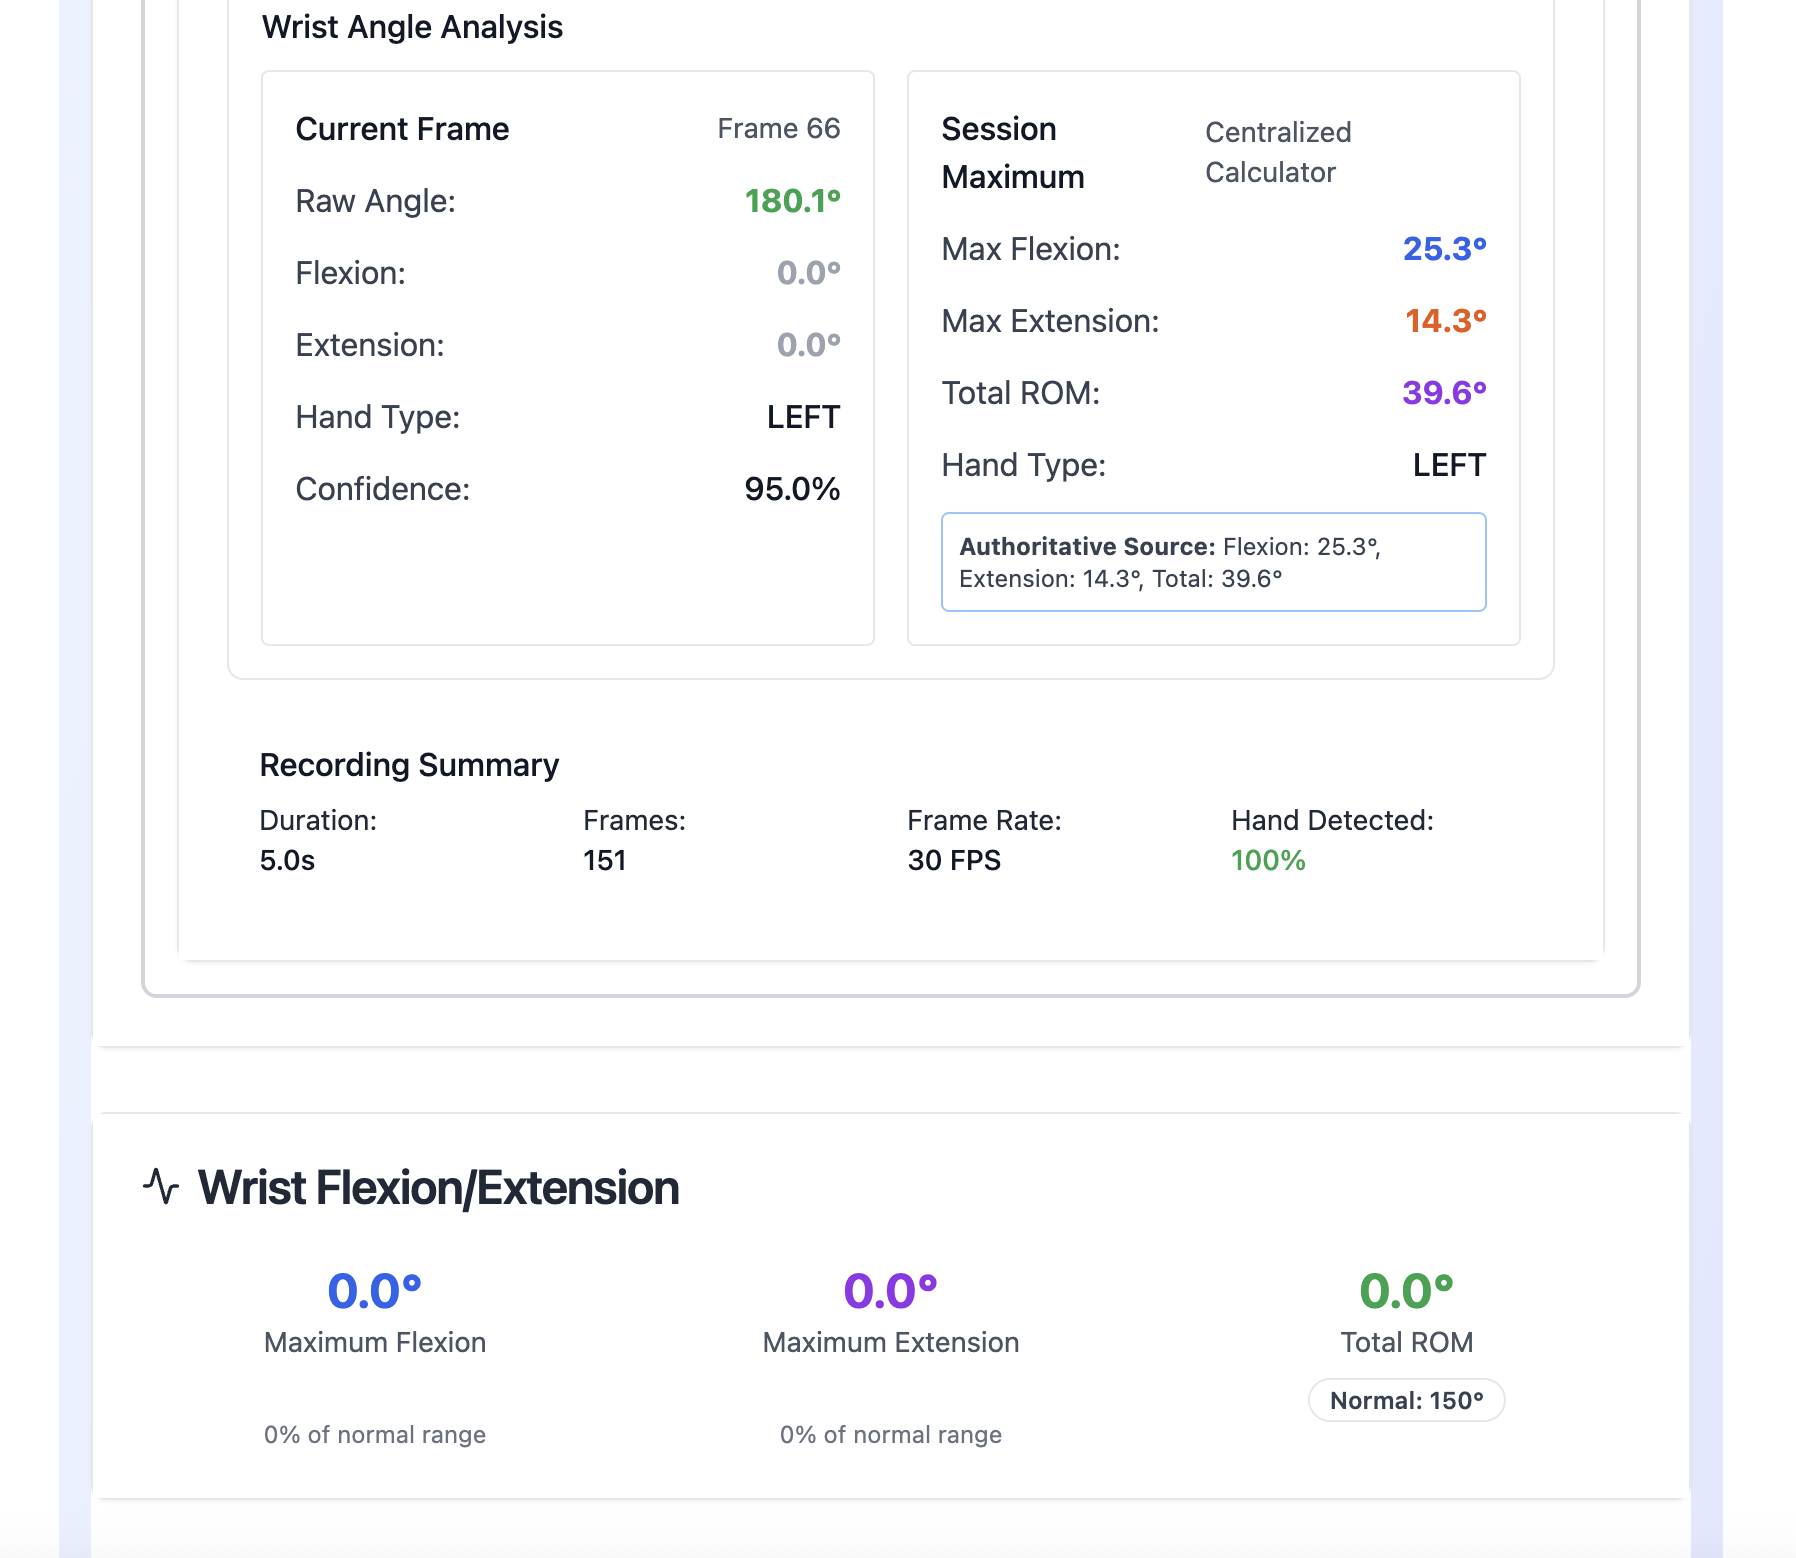 Wrist Angle Analysis
Current Frame
Frame 66
Raw Angle:
180.1°
Flexion:
0.0°
Extension:
0.0°
Hand Type:
LEFT
Confidence:
95.0%
Session
Maximum
Centralized
Calculator
Max Flexion:
25.3°
Max Extension:
14.3°
Total ROM:
39.6°
Hand Type:
LEFT
Authoritative Source: Flexion: 25.3°,
Extension: 14.3°, Total: 39.6°
Recording Summary
Duration:
5.0s
Frames:
151
Frame Rate:
30 FPS
Hand Detected:
100%
Wrist Flexion/Extension
0.0°
Maximum Flexion
0% of normal range
0.0°
Maximum Extension
0% of normal range
0.0°
Total ROM
Normal: 150°